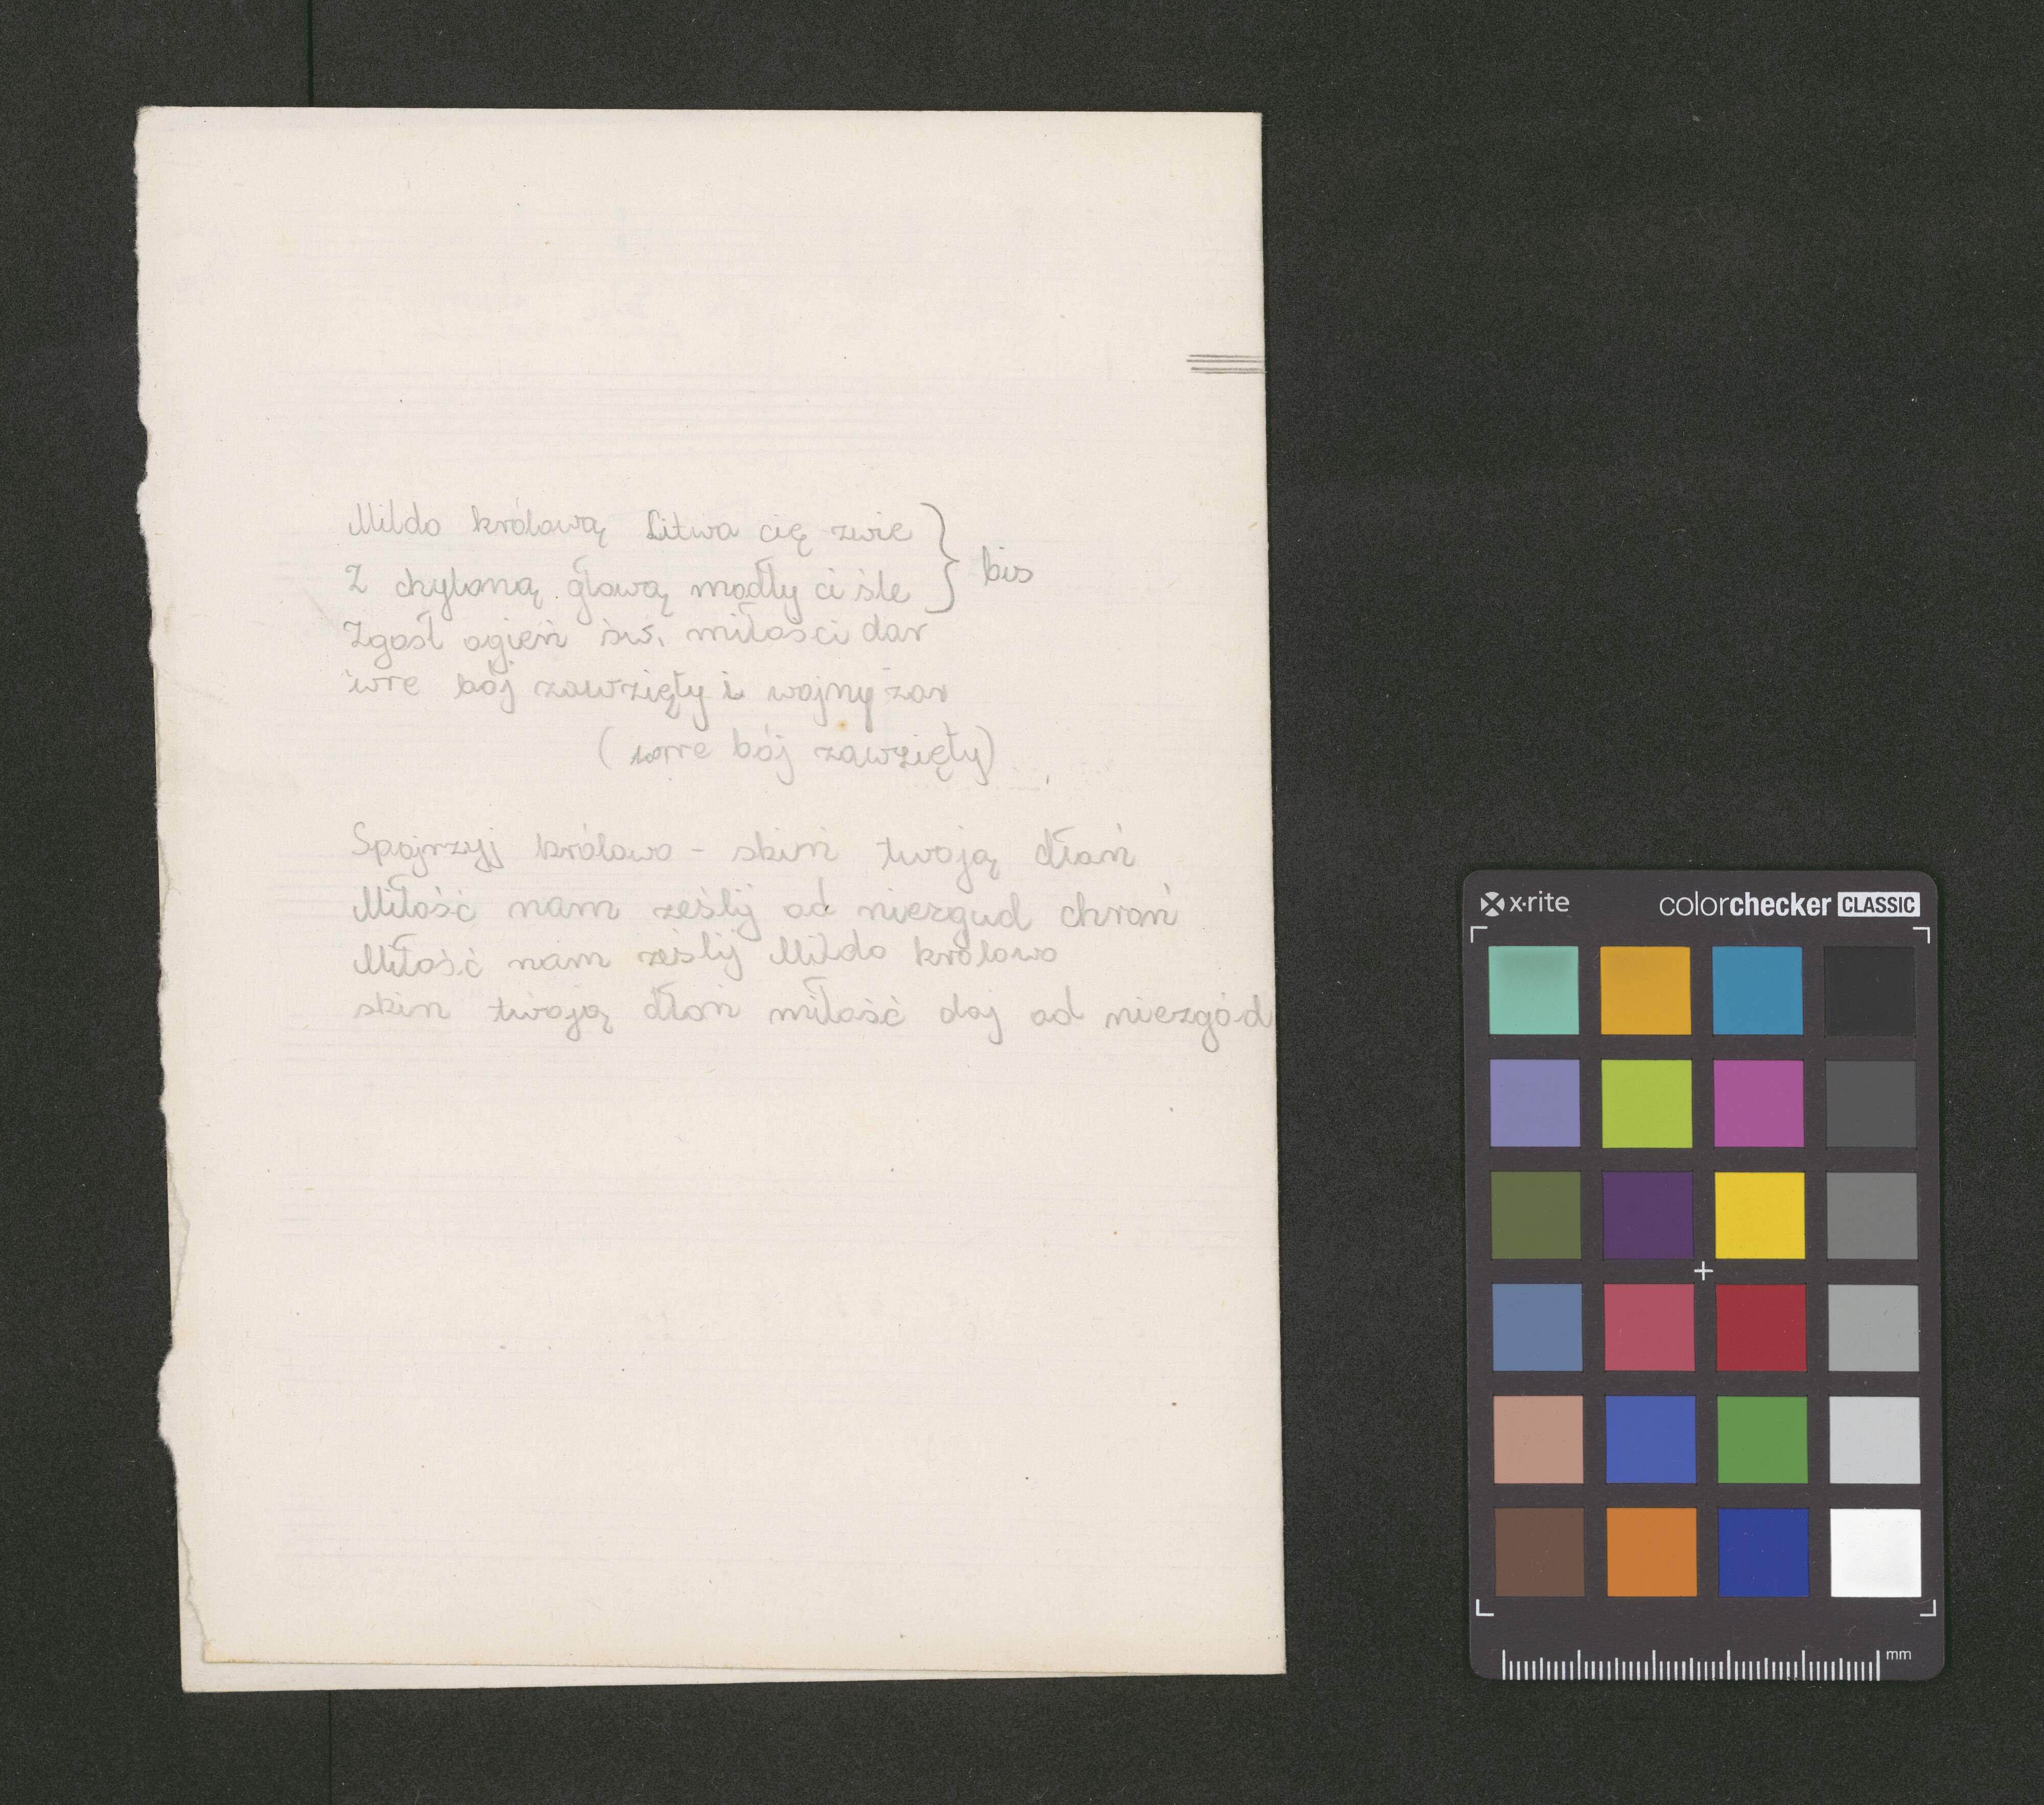 Mildo królową Litwa cię zwie } bis
Z chyloną głową modły ci śle
Zgasł ogień św. miłości dar
wre bój zawzięty i wojny żar
(wre bój zawzięty)
Spojrzyj królowo - skiń twoją dłoń
Miłość nam ześlij od niezgud chroń
Miłość nam ześlij Mildo królowo
skin twoją dłoń miłość daj od niezgód
x·rite colorchecker CLASSIC
mm